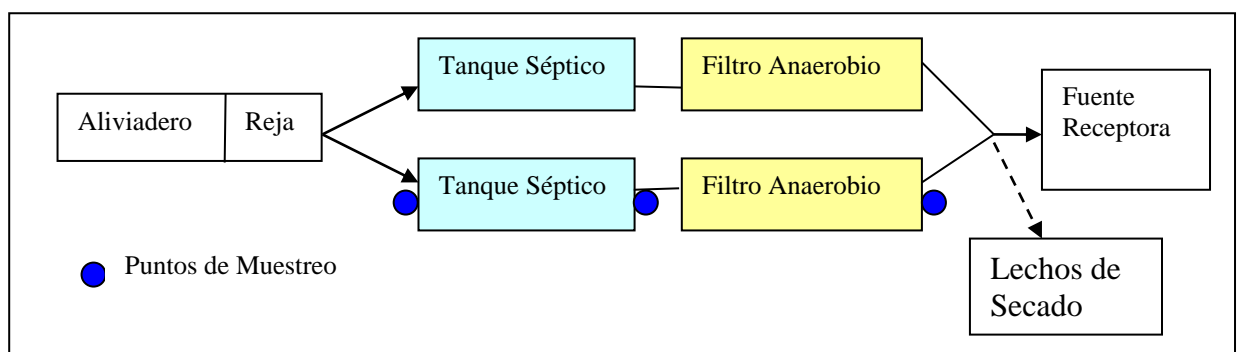 Tanque Séptico
Filtro Anaerobio
Aliviadero
Reja
Fuente
Receptora
Tanque Séptico
Filtro Anaerobio
Puntos de Muestreo
Lechos de
Secado